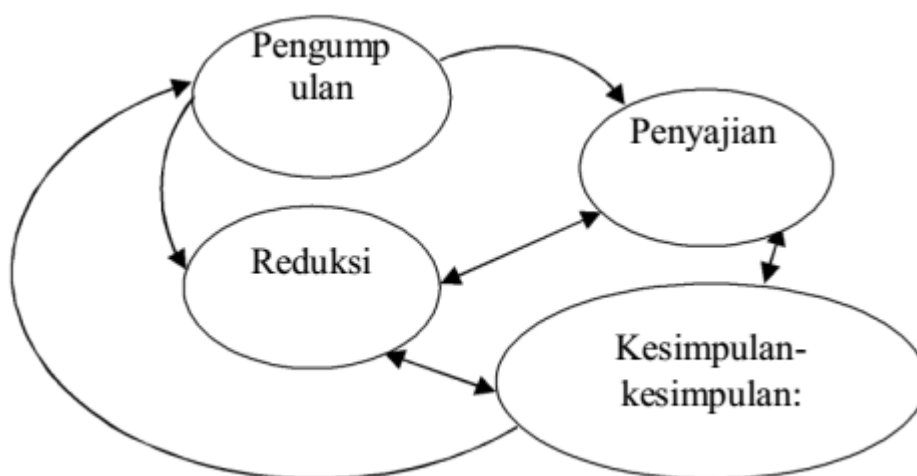 Pengump
ulan
Penyajian
Reduksi
Kesimpulan-
kesimpulan: